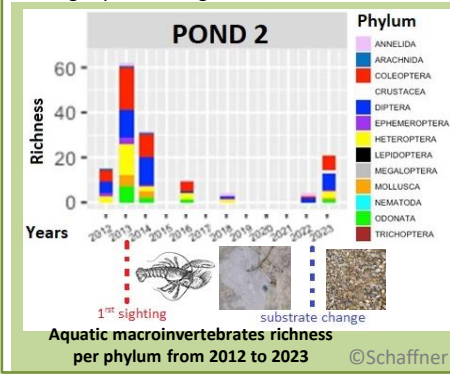 POND 2
Phylum
ANNELIDA
ARACHNIDA
COLEOPTERA
CRUSTACEA
DIPTERA
EPHEMEROPTERA
HETEROPTERA
LEPIDOPTERA
MEGALOPTERA
MOLLUSCA
NEMATODA
ODONATA
TRICHOPTERA
Richness
60
40
20
0
Years
2012 2013 2014 2015 2016 2017 2018 2019 2020 2021 2022 2023
1rst sighting
substrate change
Aquatic macroinvertebrates richness
per phylum from 2012 to 2023
©Schaffner